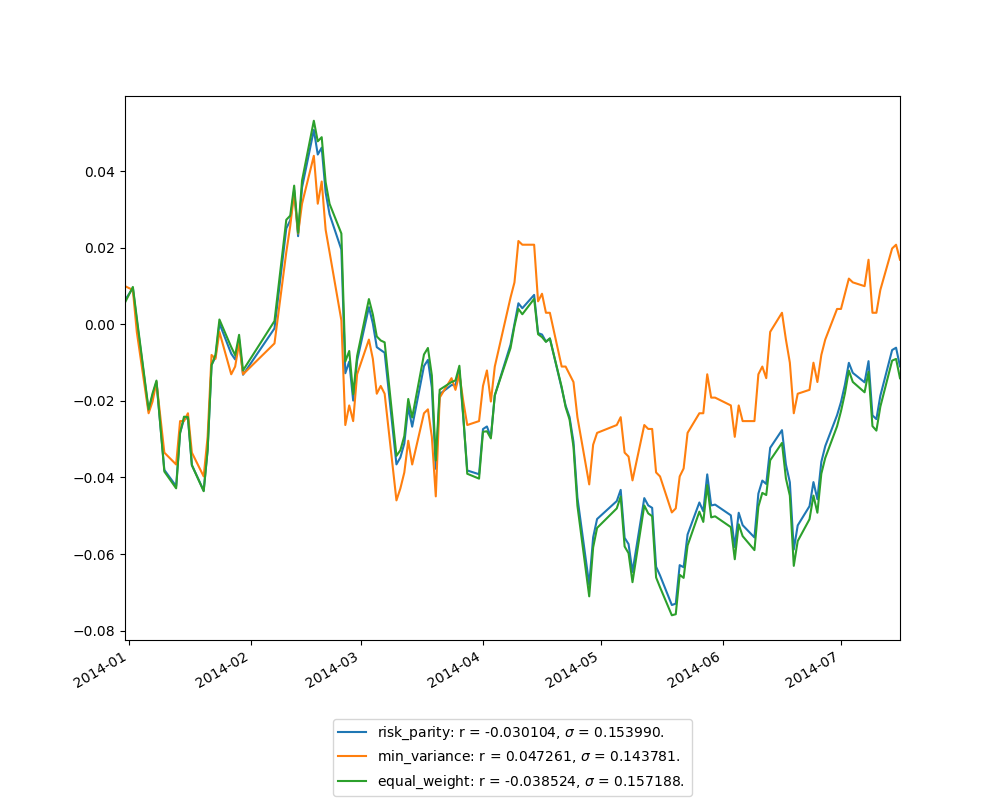 0.04
0.02
0.00
−0.02
−0.04
−0.06
−0.08
2014-01 2014-02 2014-03 2014-04 2014-05 2014-06 2014-07
risk_parity: r = -0.030104, σ = 0.153990.
min_variance: r = 0.047261, σ = 0.143781.
equal_weight: r = -0.038524, σ = 0.157188.